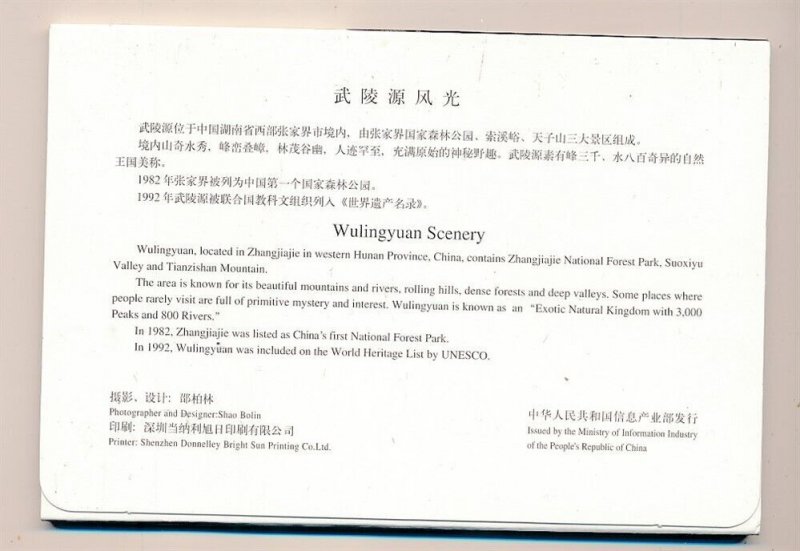 武陵源风光
武陵源位于中国湖南省西部张家界市境内，由张家界国家森林公园、索溪峪、天子山三大景区组成。
境内山奇水秀，峰峦叠嶂，林茂谷幽，人迹罕至，充满原始的神秘野趣。武陵源素有峰三千、水八百奇异的自然
王国美称。
1982年张家界被列为中国第一个国家森林公园。
1992年武陵源被联合国教科文组织列入《世界遗产名录》。
Wulingyuan Scenery
Wulingyuan, located in Zhangjiajie in western Hunan Province, China, contains Zhangjiajie National Forest Park, Suoxiyu
Valley and Tianzishan Mountain.
The area is known for its beautiful mountains and rivers, rolling hills, dense forests and deep valleys. Some places where
people rarely visit are full of primitive mystery and interest. Wulingyuan is known as an “Exotic Natural Kingdom with 3,000
Peaks and 800 Rivers.”
In 1982, Zhangjiajie was listed as China’s first National Forest Park.
In 1992, Wulingyuan was included on the World Heritage List by UNESCO.
摄影、设计：邵柏林
Photographer and Designer:Shao Bolin
印刷：深圳当纳利旭日印刷有限公司
Printer: Shenzhen Donnelley Bright Sun Printing Co.Ltd.
中华人民共和国信息产业部发行
Issued by the Ministry of Information Industry
of the People's Republic of China